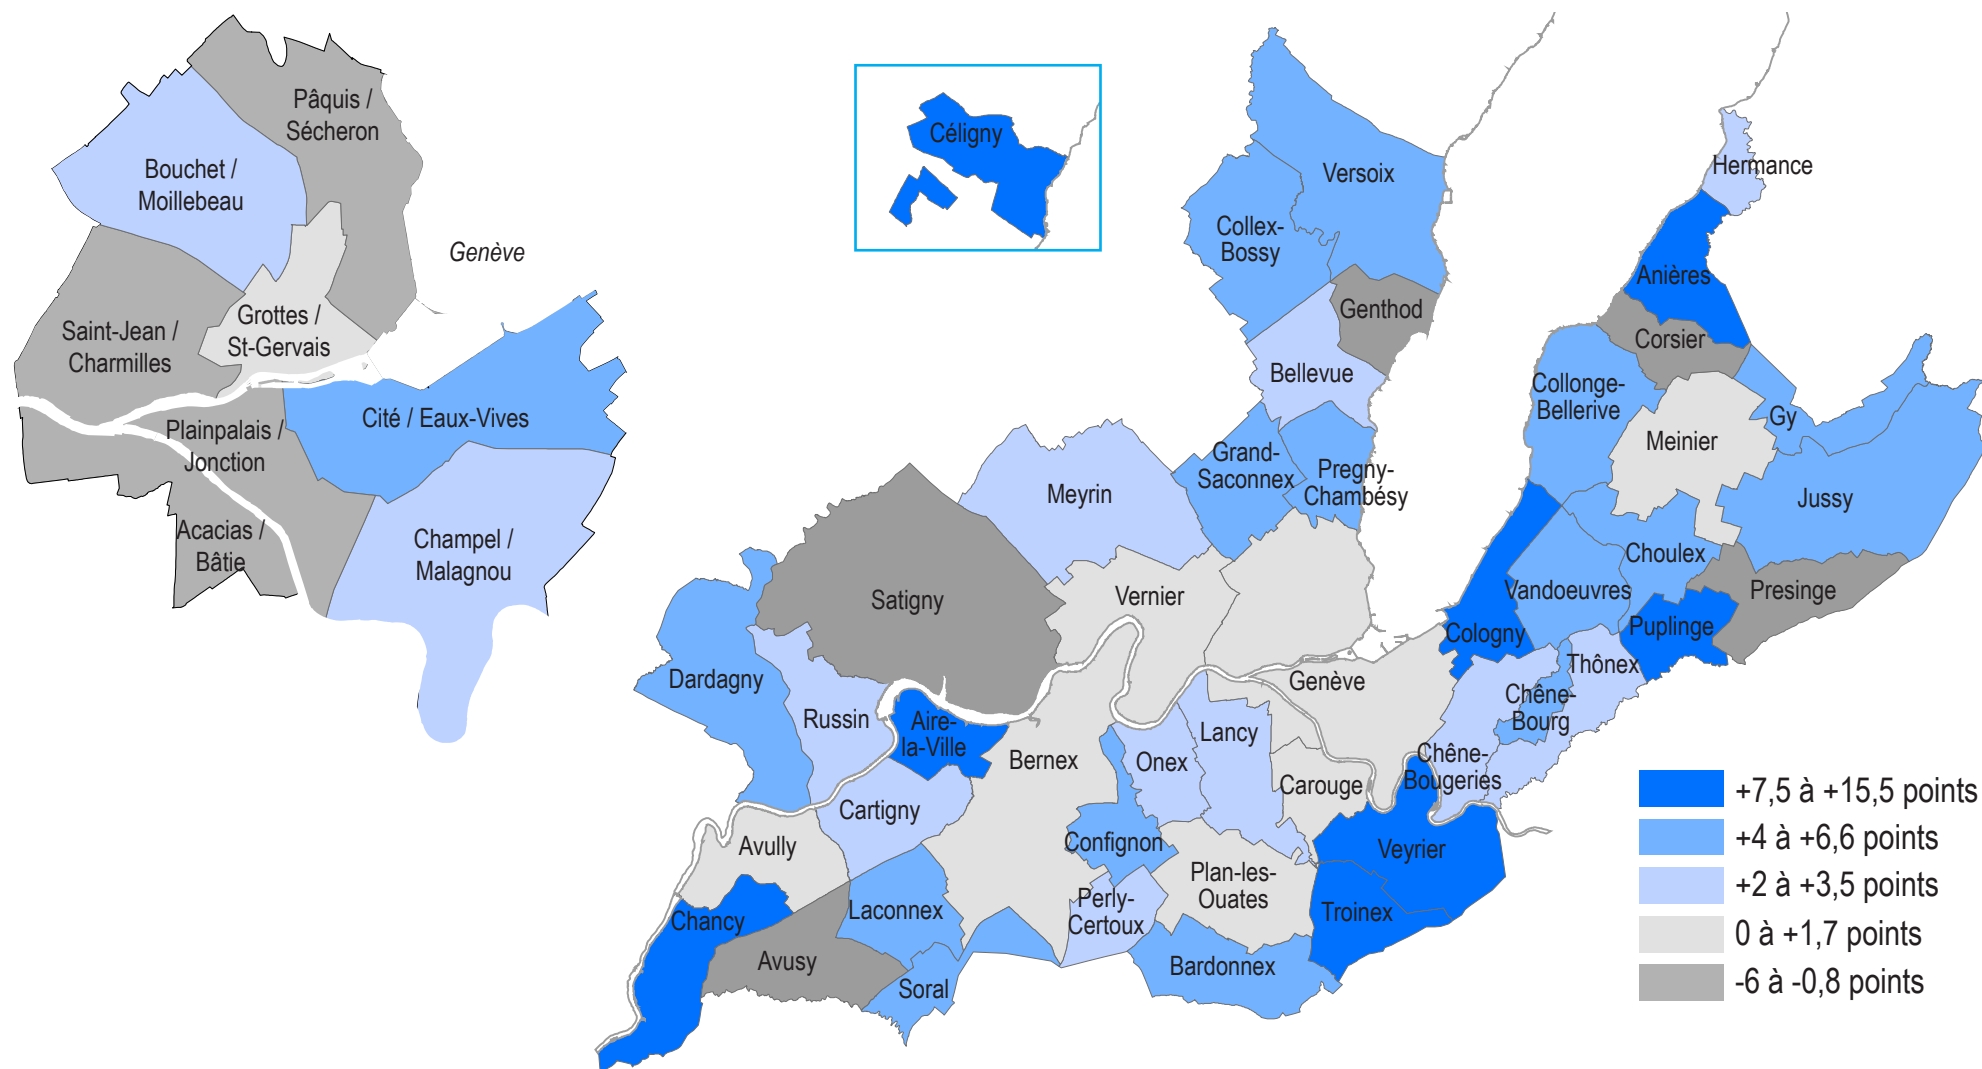 Pâquis /
Sécheron
Bouchet /
Moillebeau
Genève
Grottes /
St-Gervais
Saint-Jean /
Charmilles
Cité / Eaux-Vives
Plainpalais /
Jonction
Acacias /
Bâtie
Champel /
Malagnou
Céligny
Versoix
Collex-
Bossy
Genthod
Bellevue
Grand-
Saconnex
Pregny-
Chambésy
Meyrin
Vernier
Satigny
Dardagny
Russin
Aire-
la-Ville
Cartigny
Avully
Chancy
Avusy
Laconnex
Soral
Bernex
Confignon
Onex
Lancy
Perly-
Certoux
Plan-les-
Ouates
Bardonnex
Carouge
Genève
Veyrier
Troinex
Chêne-
Bougeries
Chêne-
Bourg
Thônex
Cologny
Vandoeuvres
Choulex
Puplinge
Presinge
Jussy
Gy
Meinier
Collonge-
Bellerive
Corsier
Anières
Hermance
+7,5 à +15,5 points
+4 à +6,6 points
+2 à +3,5 points
0 à +1,7 points
-6 à -0,8 points